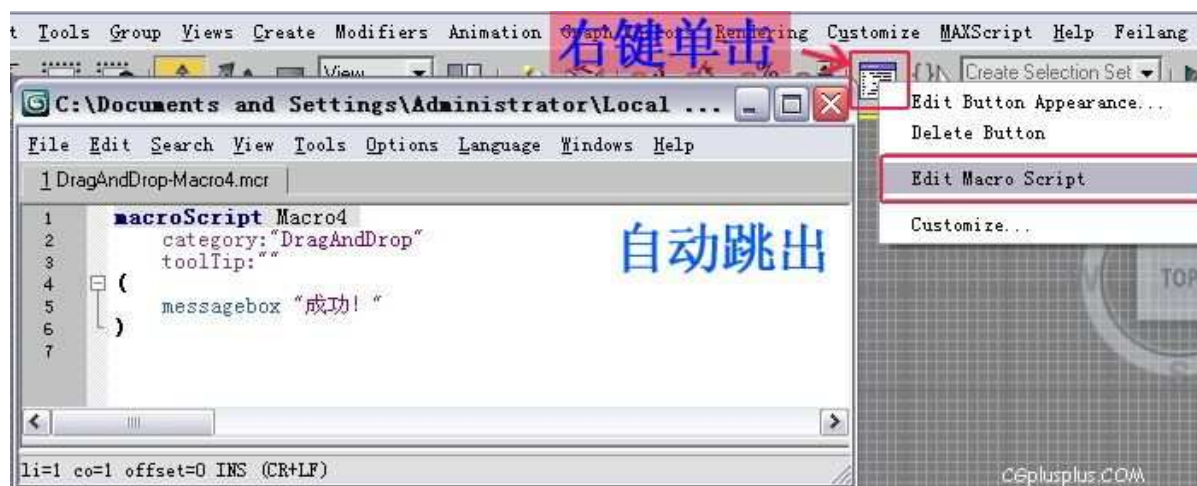 t Tools Group Views Create Modifiers Animation Rendering Customize MAXScript Help Feilang
右键单击
View
Create Selection Set
C:\Documents and Settings\Administrator\Local ...
Edit Button Appearance...
Delete Button
File Edit Search View Tools Options Language Windows Help
1 DragAndDrop-Macro4.mcr
Edit Macro Script
Customize...
1 macroScript Macro4
2 category:"DragAndDrop"
3 toolTip:""
4 (
5 messagebox "成功! "
6 )
7
自动跳出
TOP
S
li=1 co=1 offset=0 INS (CR+LF)
CGplusplus.COM